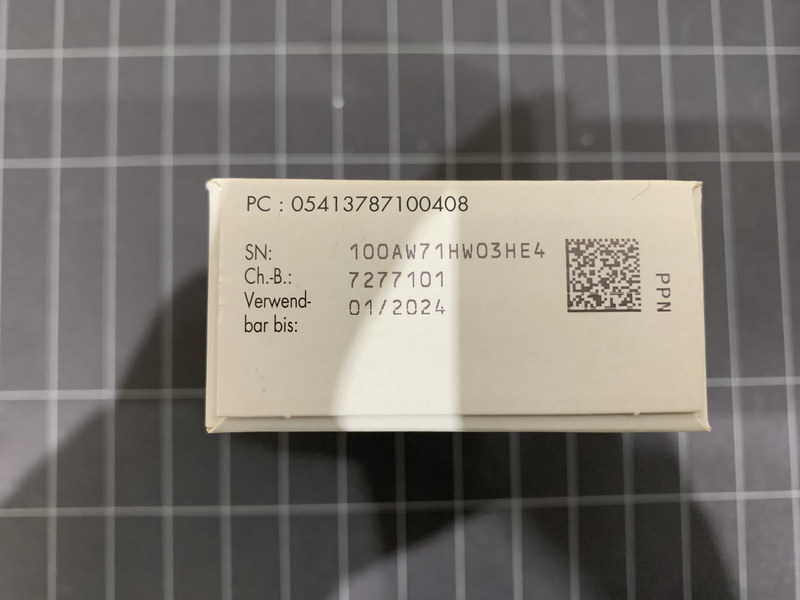 PC : 05413787100408
SN: 100AW71HW03HE4
Ch.-B.: 7277101
Verwend- 01/2024
bar bis:
PPN